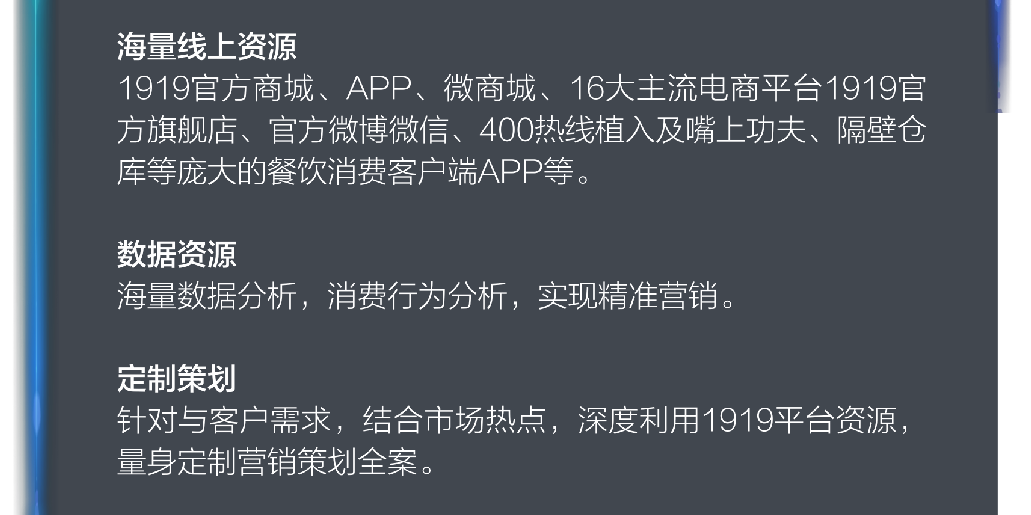 海量线上资源
1919官方商城、APP、微商城、16大主流电商平台1919官
方旗舰店、官方微博微信、400热线植入及嘴上功夫、隔壁仓
库等庞大的餐饮消费客户端APP等。
数据资源
海量数据分析，消费行为分析，实现精准营销。
定制策划
针对与客户需求，结合市场热点，深度利用1919平台资源，
量身定制营销策划全案。